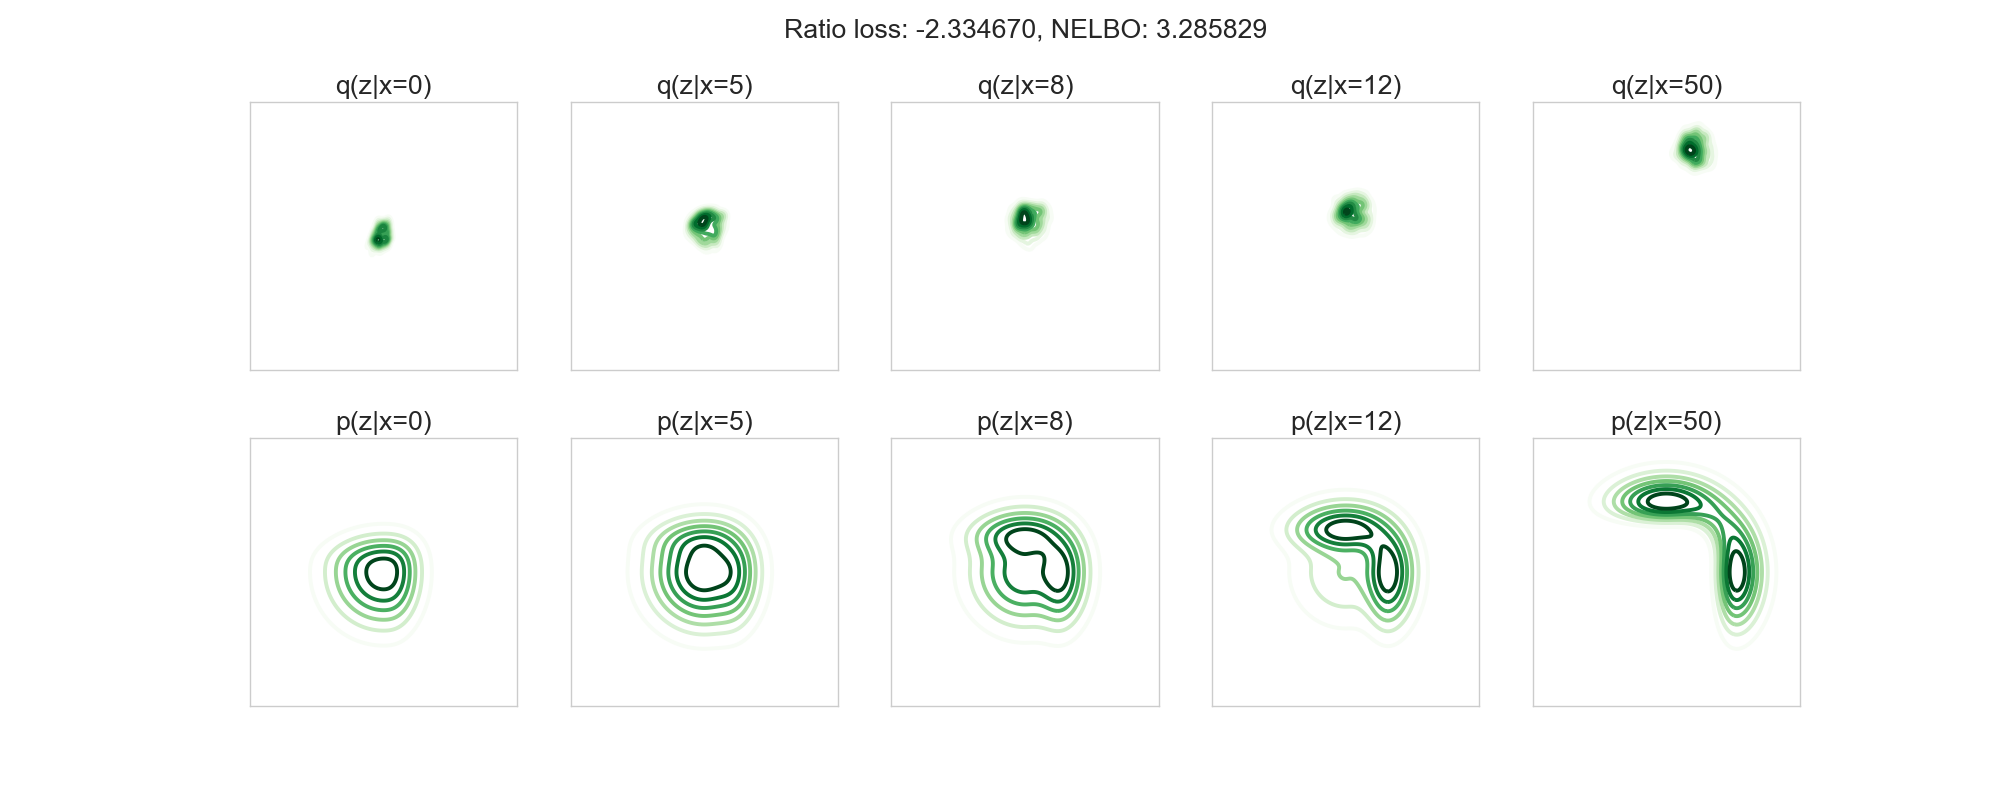 Ratio loss: -2.334670, NELBO: 3.285829
q(z|x=0) q(z|x=5) q(z|x=8) q(z|x=12) q(z|x=50)
p(z|x=0) p(z|x=5) p(z|x=8) p(z|x=12) p(z|x=50)